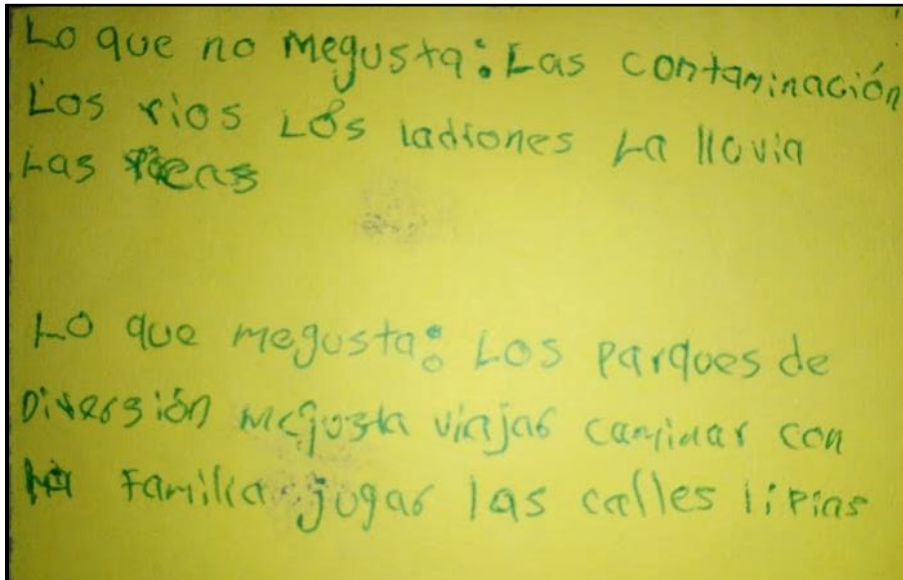 Lo que no megusta: Las contaminación
Los rios Los ladrones La lluvia
Las
Lo que megusta: Los parques de
Diversión megusta viajar caminar con
familia jugar las calles lipias